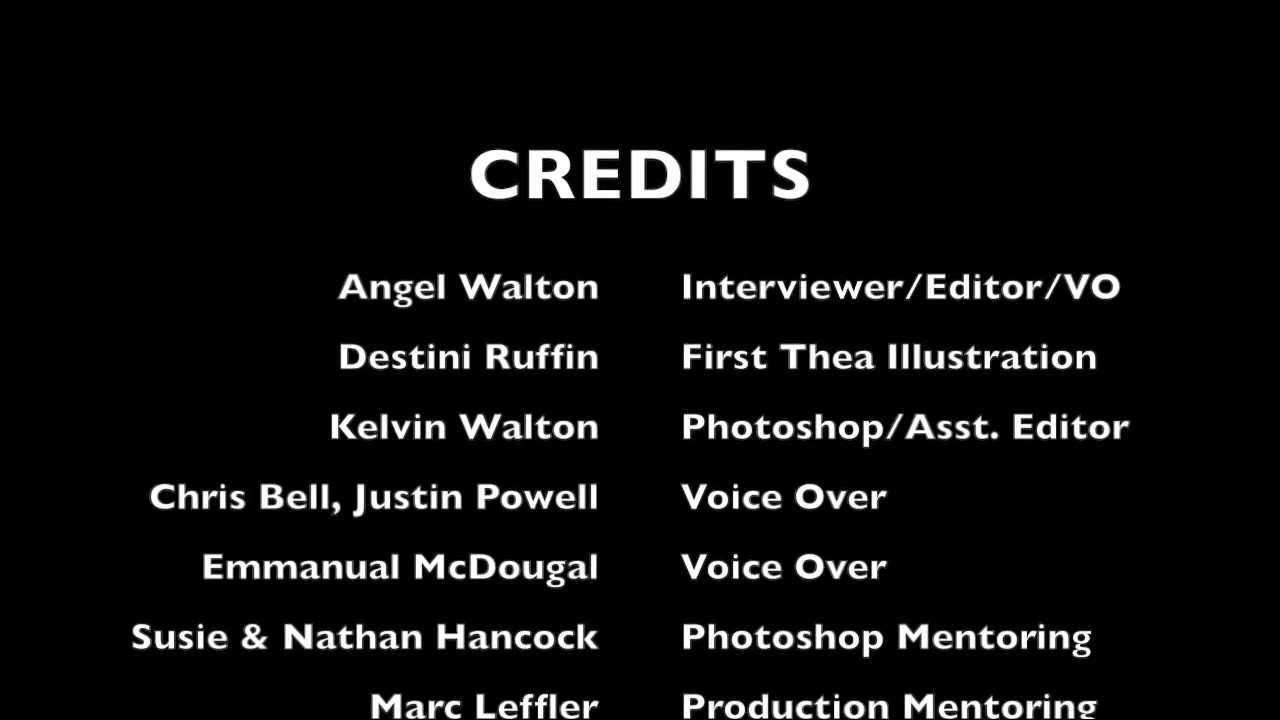 CREDITS
Angel Walton Interviewer/Editor/VO
Destini Ruffin First Thea Illustration
Kelvin Walton Photoshop/Asst. Editor
Chris Bell, Justin Powell Voice Over
Emmanual McDougal Voice Over
Susie & Nathan Hancock Photoshop Mentoring
Marc Leffler Production Mentoring